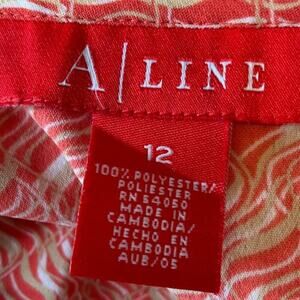 A|LINE
12
100% POLYESTER/
POLIESTER
RN 54050
MADE IN
CAMBODIA/
HECHO EN
CAMBODIA
AUB/05